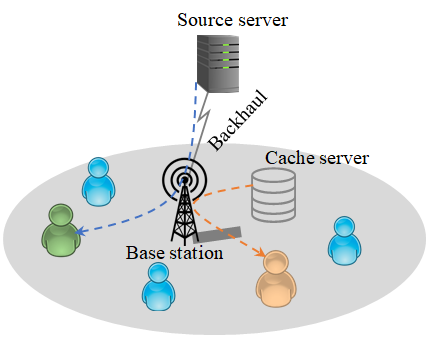 Source server
Backhaul
Cache server
Base station